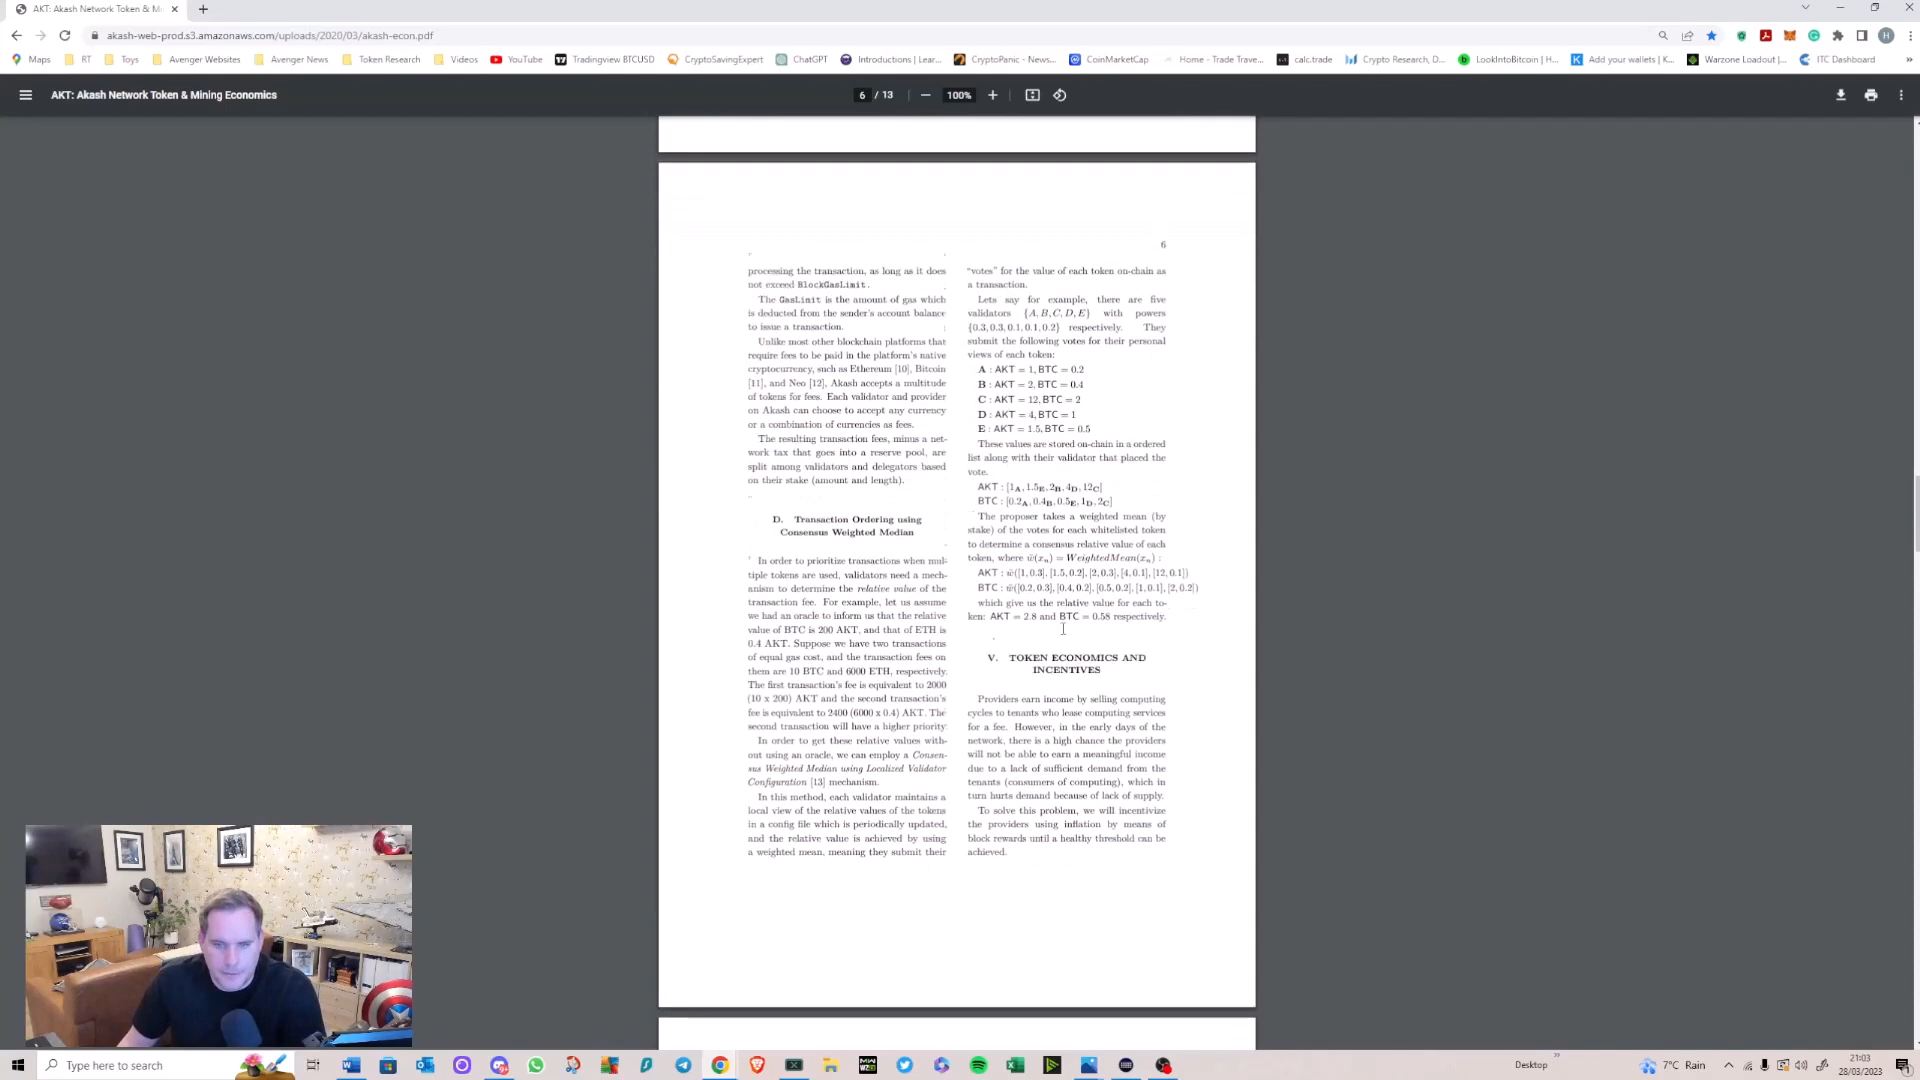 AKT: Akash Network Token & M
akash-web-prod.s3.amazonaws.com/uploads/2020/03/akash-econ.pdf
Maps
RT
Toys
Avenger Websites
Avenger News
Token Research
Videos
YouTube
Tradingview BTCUSD
CryptoSavingExpert
ChatGPT
Introductions | Lear...
CryptoPanic - News...
CoinMarketCap
Home - Trade Trave...
calc.trade
Crypto Research, D...
LookIntoBitcoin | H...
Add your wallets | K...
Warzone Loadout |...
ITC Dashboard
AKT: Akash Network Token & Mining Economics
6 / 13
100%
6
processing the transaction, as long as it does
not exceed BlockGasLimit.
The GasLimit is the amount of gas which
is deducted from the sender's account balance
to issue a transaction.
Unlike most other blockchain platforms that
require fees to be paid in the platform's native
cryptocurrency, such as Ethereum [10], Bitcoin
[11], and Neo [12], Akash accepts a multitude
of tokens for fees. Each validator and provider
on Akash can choose to accept any currency
or a combination of currencies as fees.
The resulting transaction fees, minus a net-
work tax that goes into a reserve pool, are
split among validators and delegators based
on their stake (amount and length).
D. Transaction Ordering using
Consensus Weighted Median
In order to prioritize transactions when mul-
tiple tokens are used, validators need a mech-
anism to determine the relative value of the
transaction fee. For example, let us assume
we had an oracle to inform us that the relative
value of BTC is 200 AKT, and that of ETH is
0.4 AKT. Suppose we have two transactions
of equal gas cost, and the transaction fees on
them are 10 BTC and 6000 ETH, respectively.
The first transaction's fee is equivalent to 2000
(10 x 200) AKT and the second transaction's
fee is equivalent to 2400 (6000 x 0.4) AKT. The
second transaction will have a higher priority.
In order to get these relative values with-
out using an oracle, we can employ a Consen-
sus Weighted Median using Localized Validator
Configuration [13] mechanism.
In this method, each validator maintains a
local view of the relative values of the tokens
in a config file which is periodically updated,
and the relative value is achieved by using
a weighted mean, meaning they submit their
"votes" for the value of each token on-chain as
a transaction.
Lets say for example, there are five
validators {A, B, C, D, E} with powers
{0.3, 0.3, 0.1, 0.1, 0.2} respectively. They
submit the following votes for their personal
views of each token:
A : AKT = 1, BTC = 0.2
B : AKT = 2, BTC = 0.4
C : AKT = 12, BTC = 2
D : AKT = 4, BTC = 1
E : AKT = 1.5, BTC = 0.5
These values are stored on-chain in a ordered
list along with their validator that placed the
vote.
AKT : [1A, 1.5E, 2B, 4D, 12C]
BTC : [0.2A, 0.4B, 0.5E, 1D, 2C]
The proposer takes a weighted mean (by
stake) of the votes for each whitelisted token
to determine a consensus relative value of each
token, where w̄(xn) = WeightedMean(xn) :
AKT : w̄([1, 0.3], [1.5, 0.2], [2, 0.3], [4, 0.1], [12, 0.1])
BTC : w̄([0.2, 0.3], [0.4, 0.2], [0.5, 0.2], [1, 0.1], [2, 0.2])
which give us the relative value for each to-
ken: AKT = 2.8 and BTC = 0.58 respectively.
V. TOKEN ECONOMICS AND
INCENTIVES
Providers earn income by selling computing
cycles to tenants who lease computing services
for a fee. However, in the early days of the
network, there is a high chance the providers
will not be able to earn a meaningful income
due to a lack of sufficient demand from the
tenants (consumers of computing), which in
turn hurts demand because of lack of supply.
To solve this problem, we will incentivize
the providers using inflation by means of
block rewards until a healthy threshold can be
achieved.
Type here to search
Desktop
7°C Rain
21:03
28/03/2023